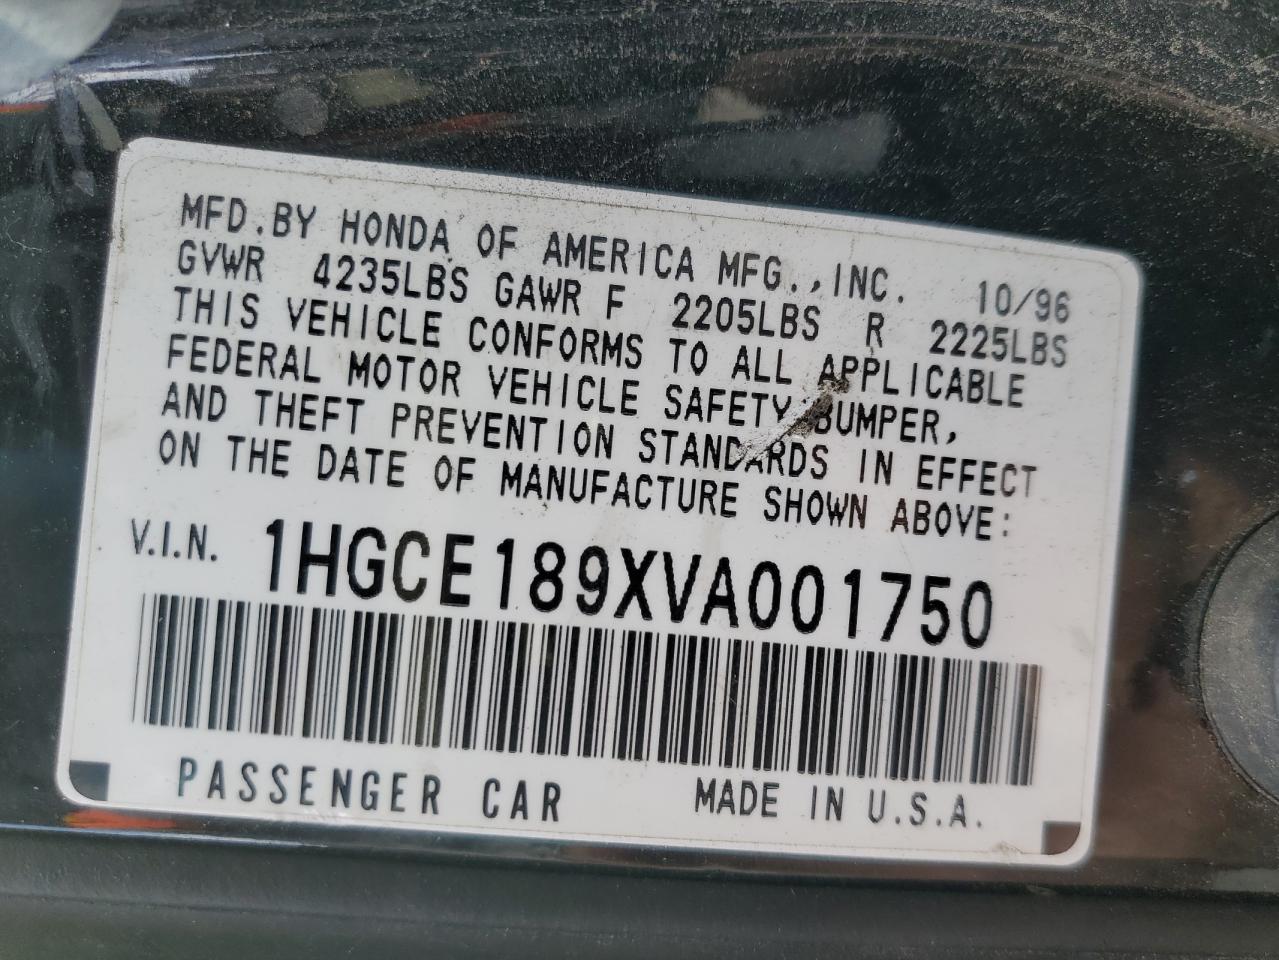 MFD. BY HONDA OF AMERICA MFG., INC. 10/96
GVWR 4235LBS GAWR F 2205LBS R 2225LBS
THIS VEHICLE CONFORMS TO ALL APPLICABLE
FEDERAL MOTOR VEHICLE SAFETY BUMPER,
AND THEFT PREVENTION STANDARDS IN EFFECT
ON THE DATE OF MANUFACTURE SHOWN ABOVE:
V.I.N. 1HGCE189XVA001750
PASSENGER CAR MADE IN U.S.A.